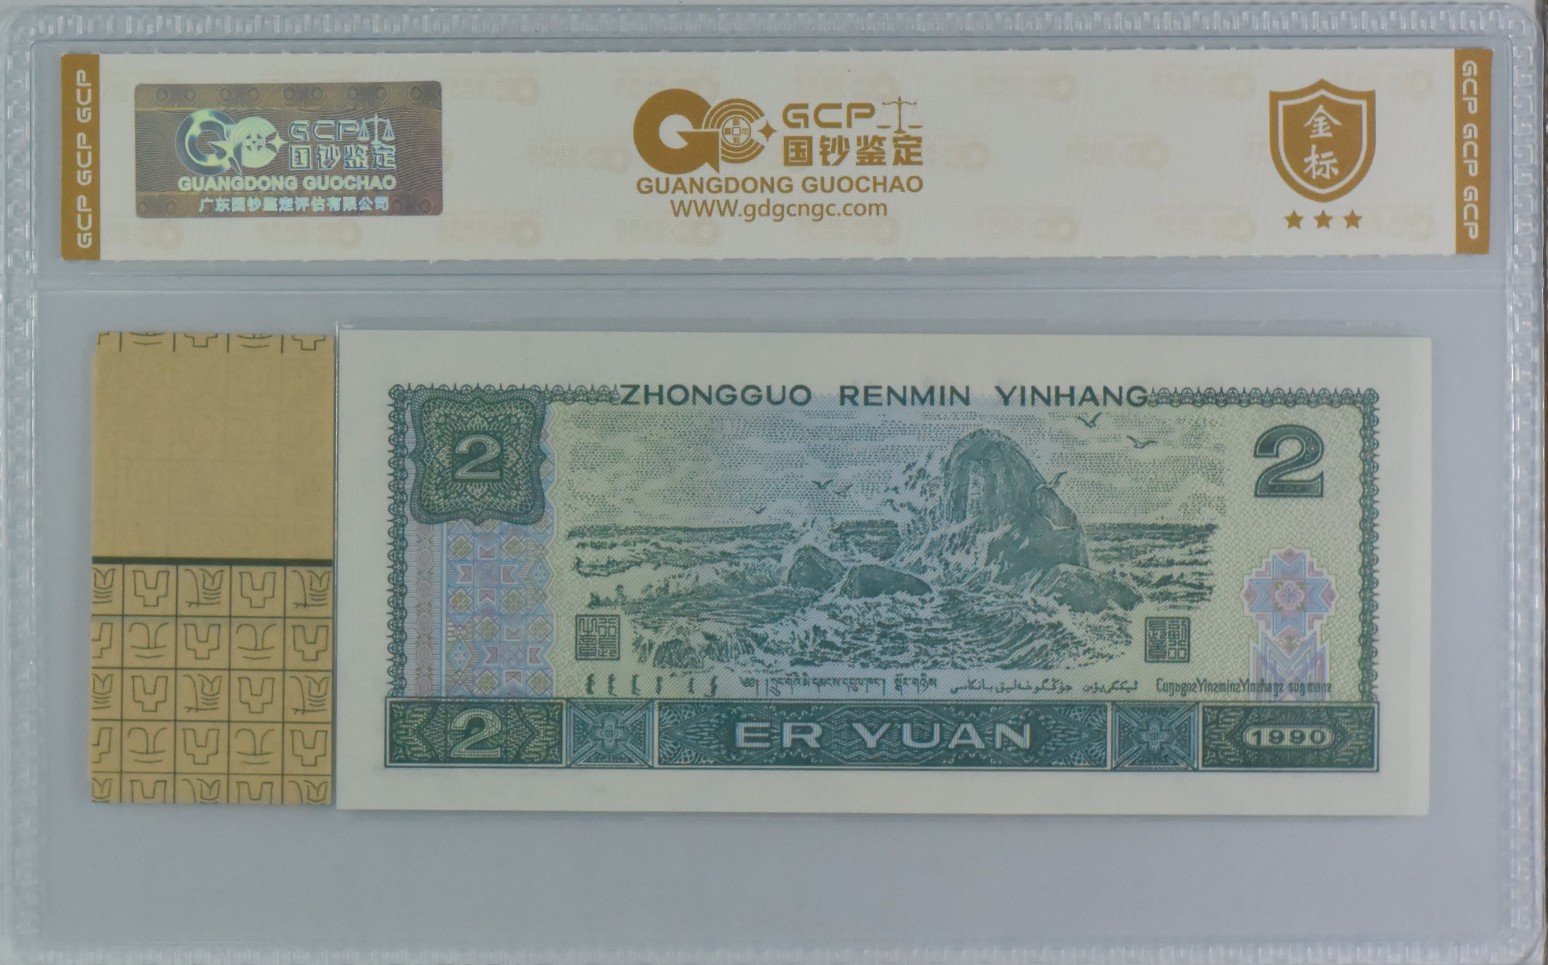 GCP GCP GCP
GCP
国钞鉴定
GUANGDONG GUOCHAO
广东国钞鉴定评估有限公司
GCP
国钞鉴定
GUANGDONG GUOCHAO
WWW.gdgcngc.com
金标
GCP GCP GCP
ZHONGGUO RENMIN YINHANG
2
2
2
ER YUAN
1990